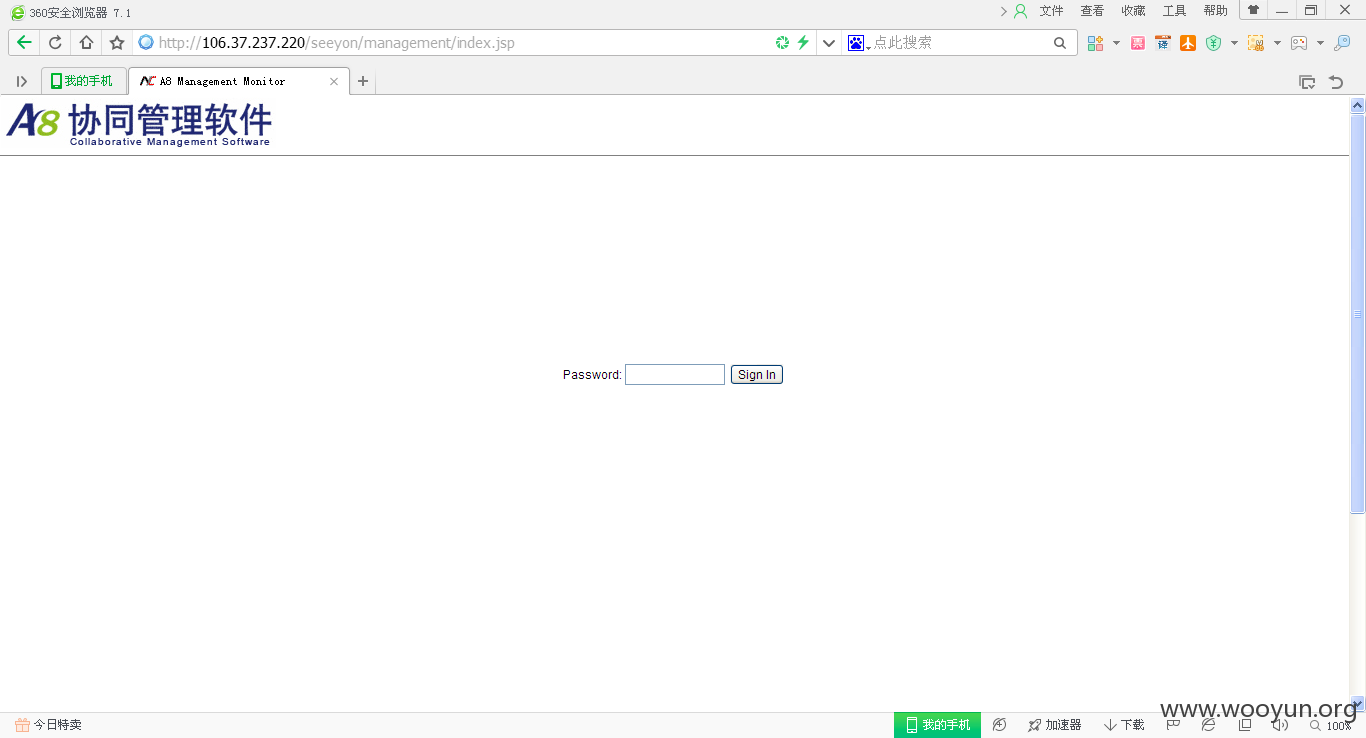 360安全浏览器 7.1
文件 查看 收藏 工具 帮助
http://106.37.237.220/seeyon/management/index.jsp
点此搜索
我的手机
A8 Management Monitor
A8 协同管理软件
Collaborative Management Software
Password:
Sign In
www.wooyun.org
今日特卖
我的手机
加速器
下载
100%